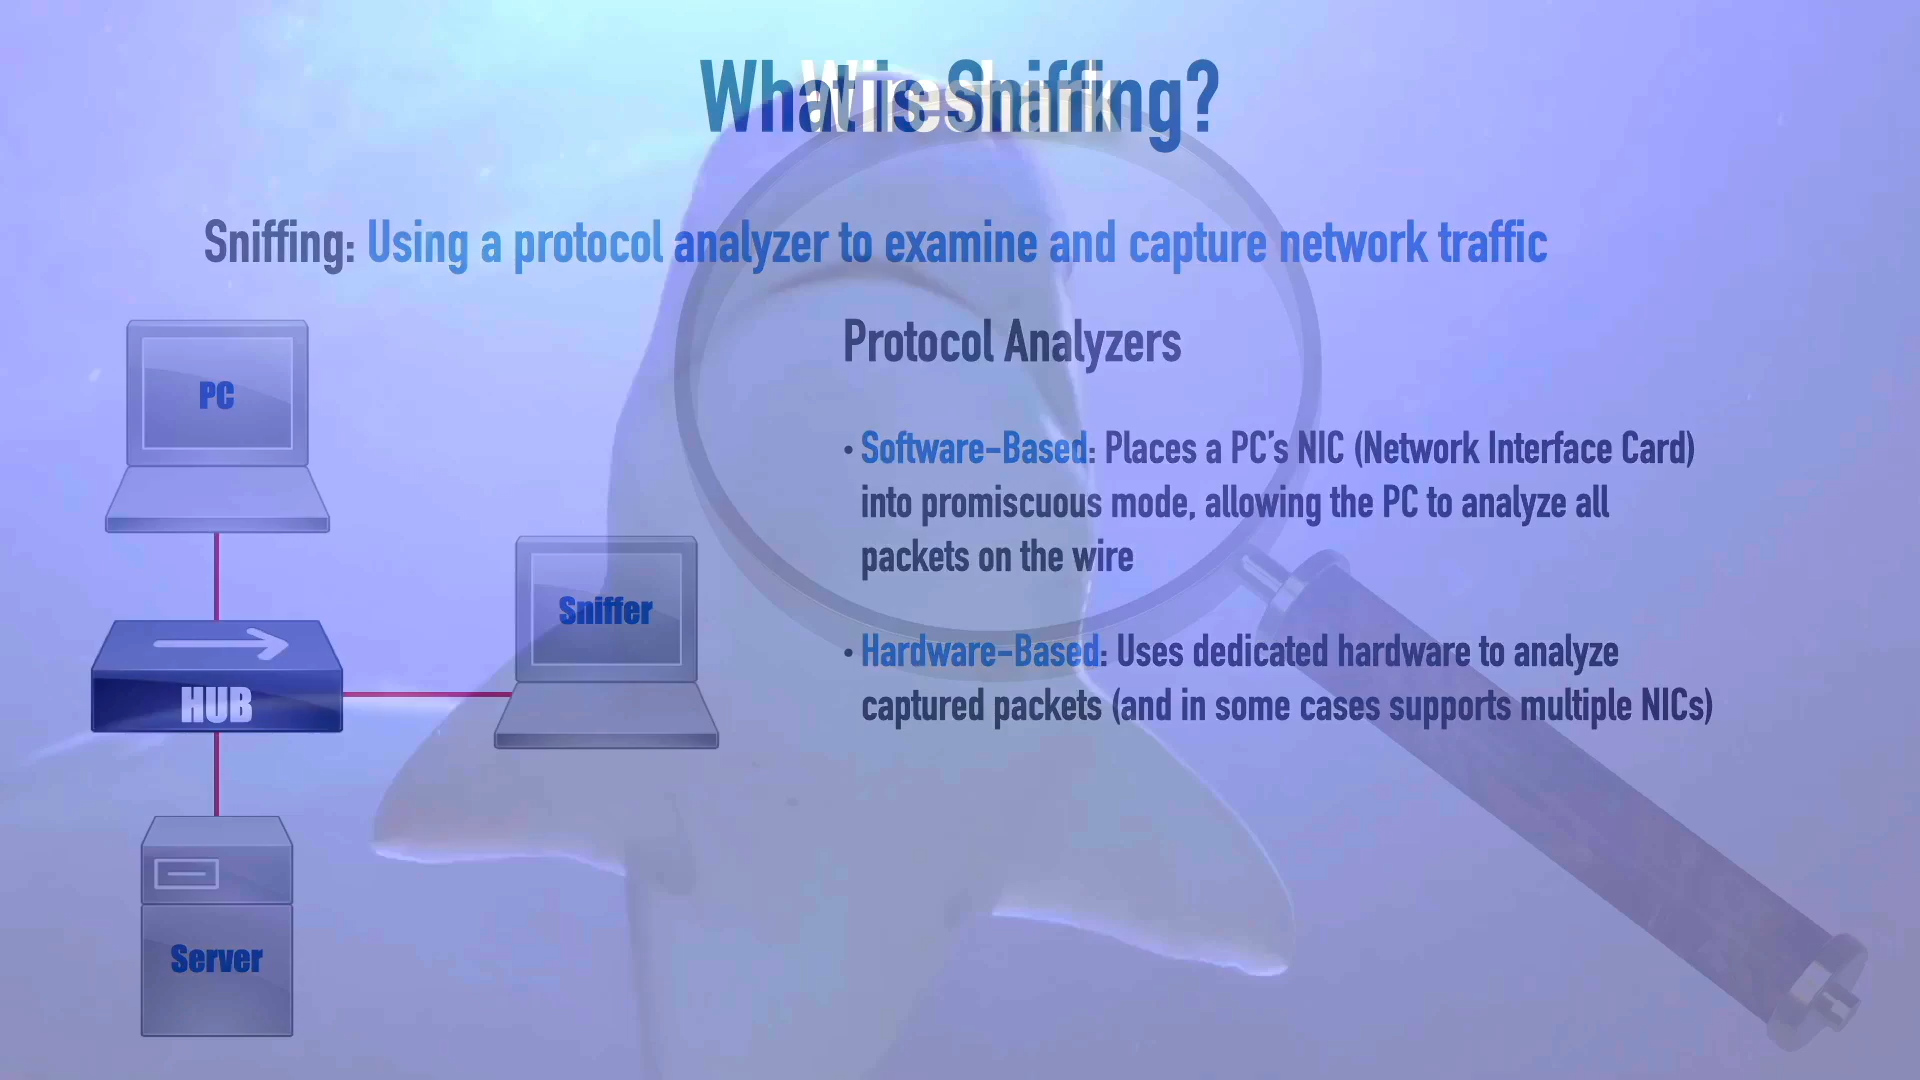 What is Sniffing?
Wireshark
Sniffing: Using a protocol analyzer to examine and capture network traffic
Protocol Analyzers
PC
• Software-Based: Places a PC’s NIC (Network Interface Card)
into promiscuous mode, allowing the PC to analyze all
packets on the wire
Sniffer
• Hardware-Based: Uses dedicated hardware to analyze
captured packets (and in some cases supports multiple NICs)
HUB
Server